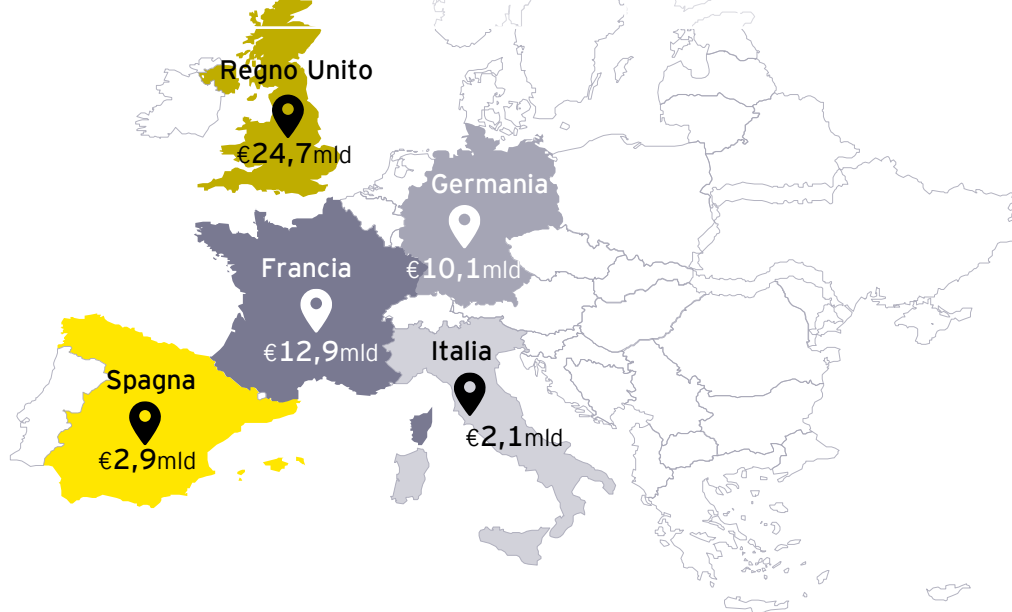 Regno Unito
€24,7mld
Germania
€10,1mld
Francia
€12,9mld
Italia
€2,1mld
Spagna
€2,9mld